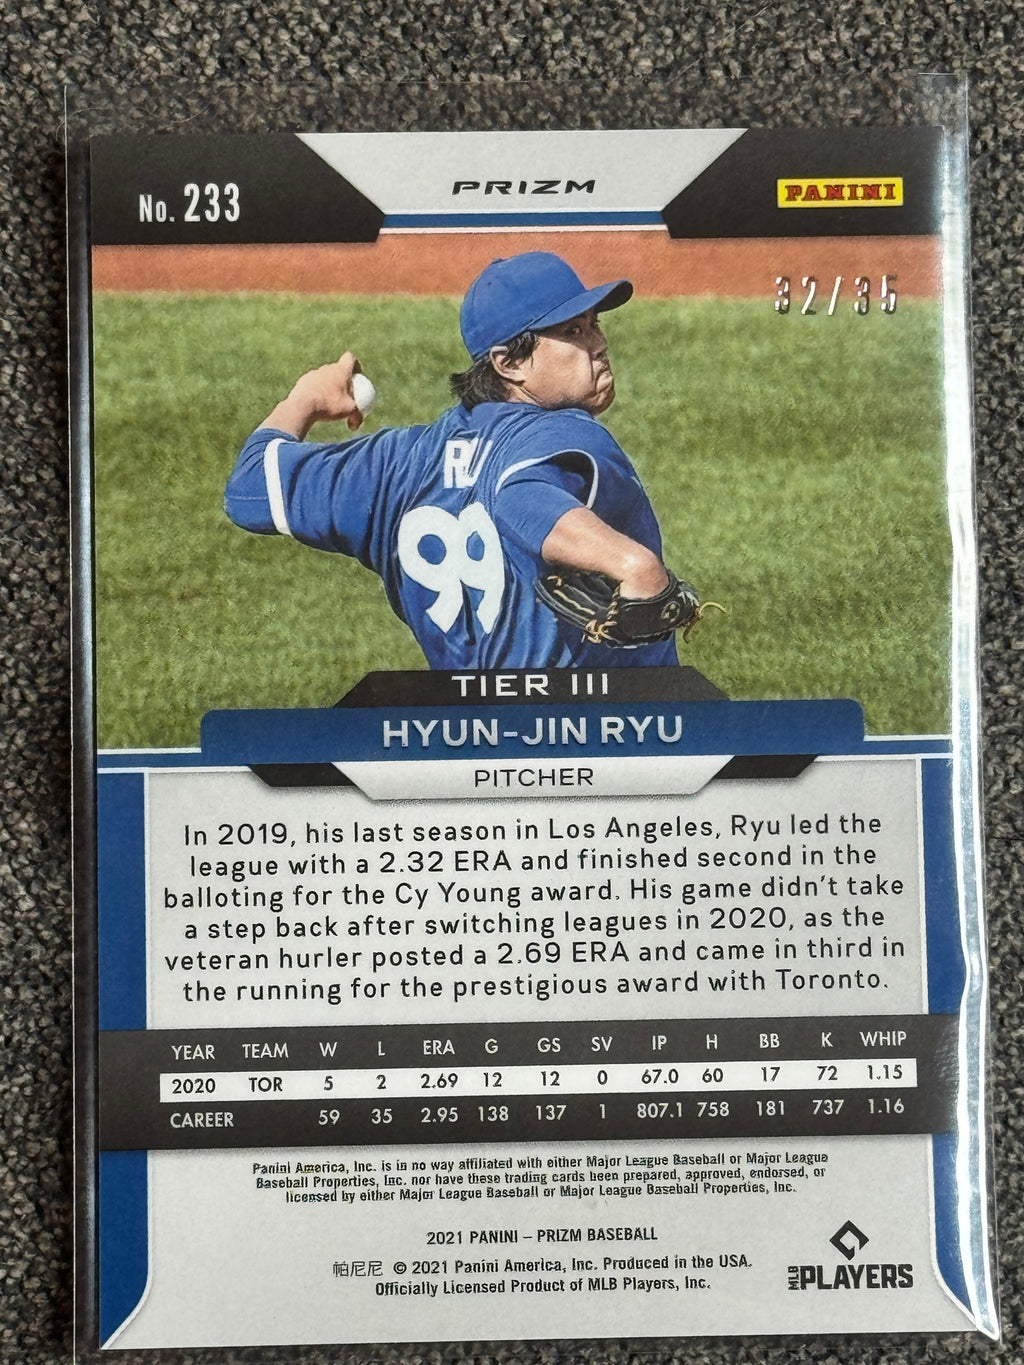 No. 233
PRIZM
PANINI
32/35
RU
99
TIER III
HYUN-JIN RYU
PITCHER
In 2019, his last season in Los Angeles, Ryu led the
league with a 2.32 ERA and finished second in the
balloting for the Cy Young award. His game didn't take
a step back after switching leagues in 2020, as the
veteran hurler posted a 2.69 ERA and came in third in
the running for the prestigious award with Toronto.
YEAR TEAM W L ERA G GS SV IP H BB K WHIP
2020 TOR 5 2 2.69 12 12 0 67.0 60 17 72 1.15
CAREER 59 35 2.95 138 137 1 807.1 758 181 737 1.16
Panini America, Inc. is in no way affiliated with either Major League Baseball or Major League
Baseball Properties, Inc. nor have these trading cards been prepared, approved, endorsed, or
licensed by either Major League Baseball or Major League Baseball Properties, Inc.
2021 PANINI – PRIZM BASEBALL
帕尼尼 © 2021 Panini America, Inc. Produced in the USA.
Officially Licensed Product of MLB Players, Inc.
MLB PLAYERS